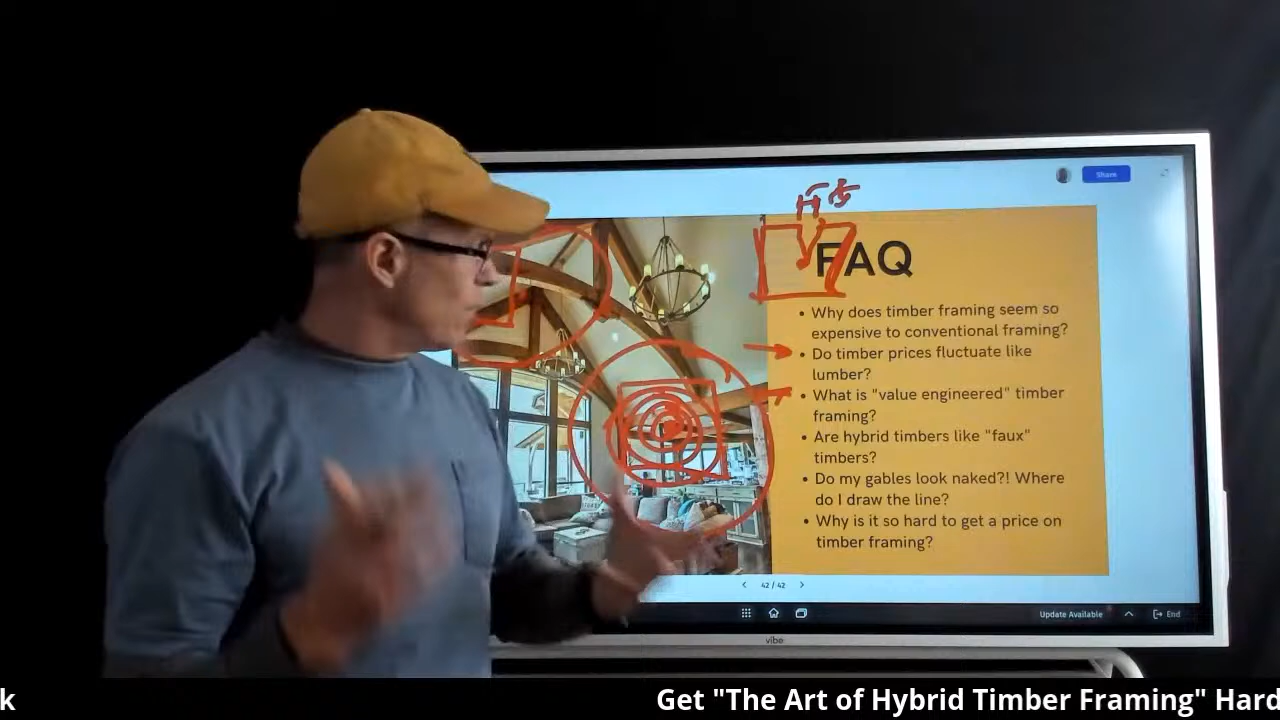 Share
FAQ
• Why does timber framing seem so
expensive to conventional framing?
• Do timber prices fluctuate like
lumber?
• What is "value engineered" timber
framing?
• Are hybrid timbers like "faux"
timbers?
• Do my gables look naked?! Where
do I draw the line?
• Why is it so hard to get a price on
timber framing?
42 / 42
Update Available
End
vibe
k Get "The Art of Hybrid Timber Framing" Hard